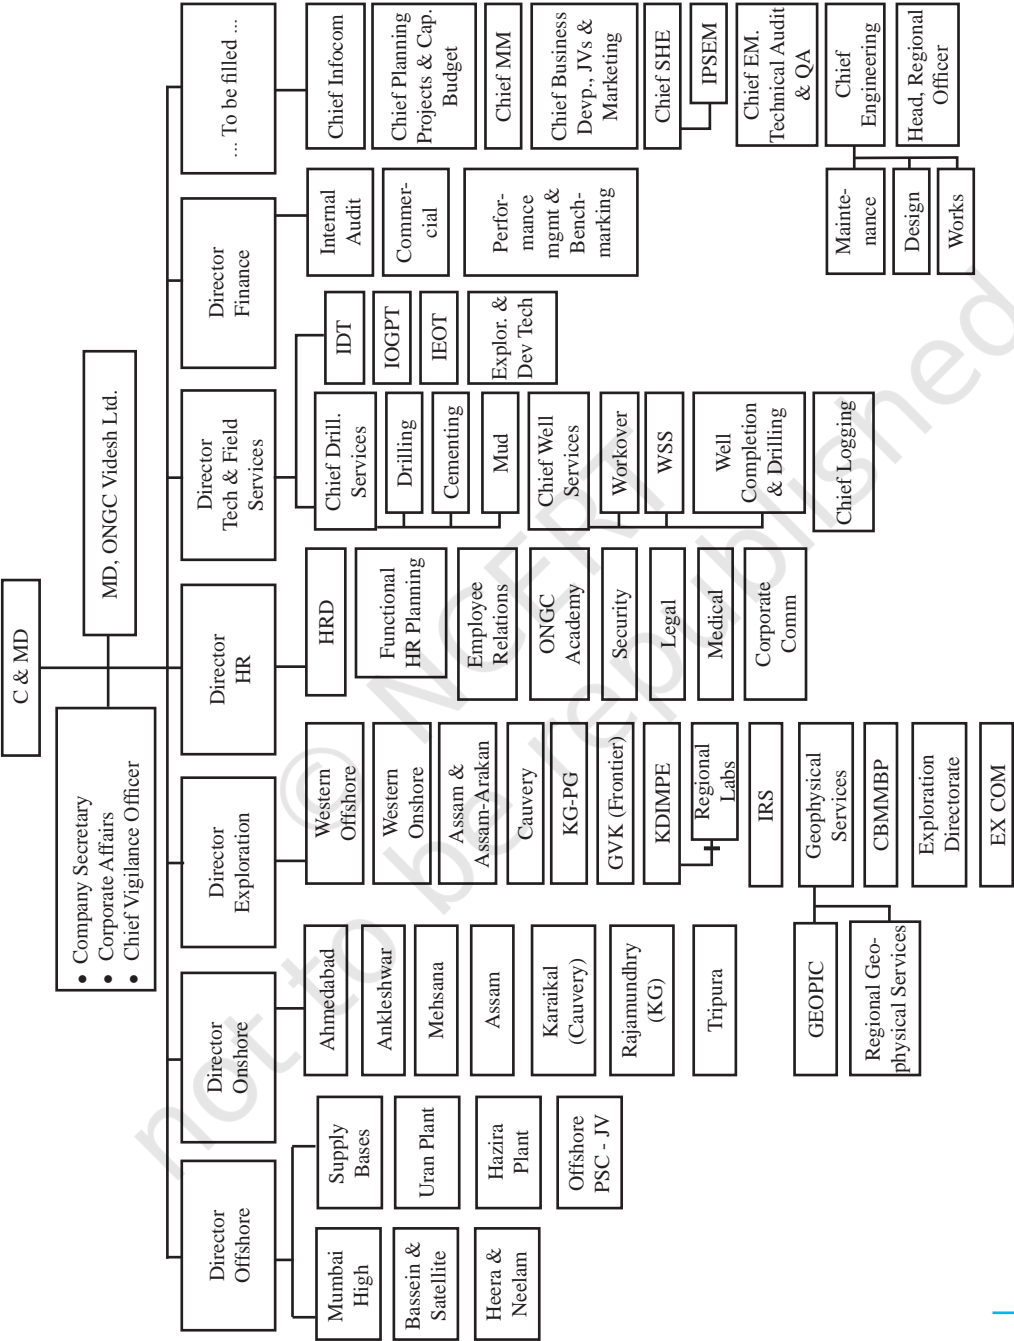 C & MD
• Company Secretary
• Corporate Affairs
• Chief Vigilance Officer
MD, ONGC Videsh Ltd.
Director
Offshore
Director
Onshore
Director
Exploration
Director
HR
Director
Tech & Field
Services
Director
Finance
... To be filled ...
Mumbai
High
Bassein &
Satellite
Heera &
Neelam
Supply
Bases
Uran Plant
Hazira
Plant
Offshore
PSC - JV
Ahmedabad
Ankleshwar
Mehsana
Assam
Karaikal
(Cauvery)
Rajamundhry
(KG)
Tripura
Western
Offshore
Western
Onshore
Assam &
Assam-Arakan
Cauvery
KG-PG
GVK (Frontier)
KDIMPE
Regional
Labs
IRS
Geophysical
Services
GEOPIC
Regional Geo-
physical Services
CBMMBP
Exploration
Directorate
EX COM
HRD
Functional
HR Planning
Employee
Relations
ONGC
Academy
Security
Legal
Medical
Corporate
Comm
Chief Drill.
Services
Drilling
Cementing
Mud
Chief Well
Services
Workover
WSS
Well
Completion
& Drilling
Chief Logging
IDT
IOGPT
IEOT
Explor. &
Dev Tech
Internal
Audit
Commer-
cial
Perfor-
mance
mgmt &
Bench-
marking
Chief Infocom
Chief Planning
Projects & Cap.
Budget
Chief MM
Chief Business
Devp., JVs &
Marketing
Chief SHE
IPSEM
Chief EM.
Technical Audit
& QA
Chief
Engineering
Mainte-
nance
Design
Works
Head, Regional
Officer
© NCERT
not to be republished